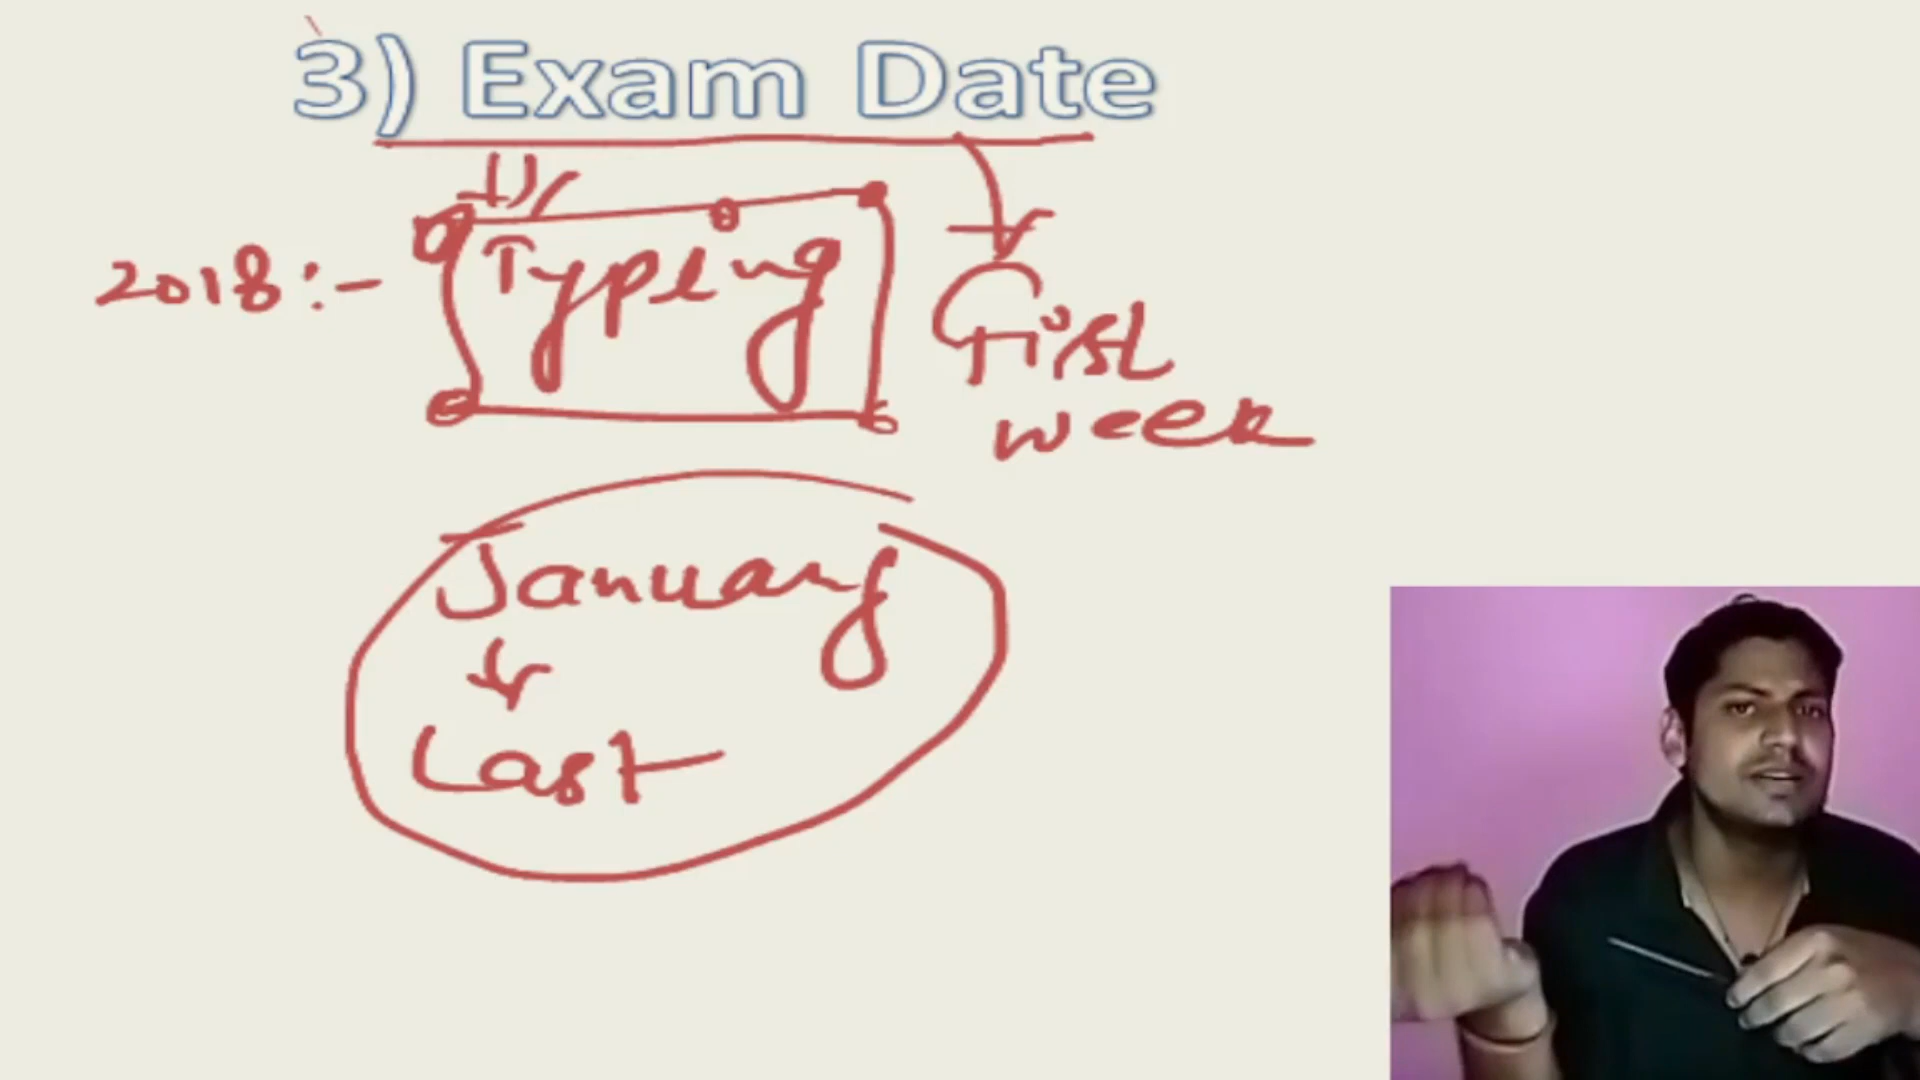 3) Exam Date
2018:- Typing
First
week
January
Last